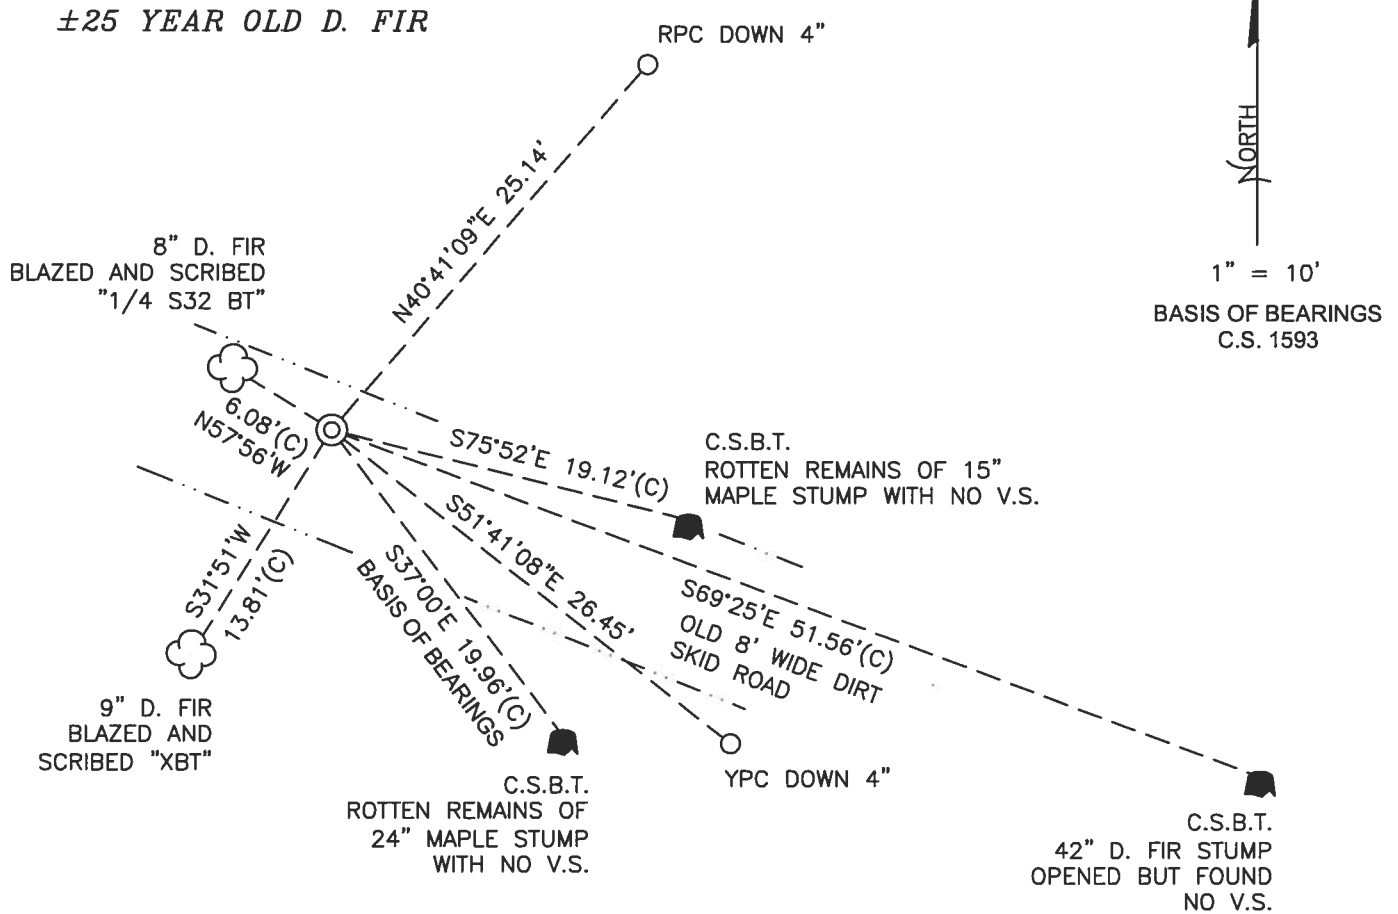 ±25 YEAR OLD D. FIR
RPC DOWN 4"
NORTH
1" = 10'
BASIS OF BEARINGS
C.S. 1593
N40°41'09"E 25.14'
8" D. FIR
BLAZED AND SCRIBED
"1/4 S32 BT"
6.08'(C)
N57°56'W
S75°52'E 19.12'(C)
C.S.B.T.
ROTTEN REMAINS OF 15"
MAPLE STUMP WITH NO V.S.
S31°51'W
13.81'(C)
S51°41'08"E 26.45'
S37°00'E 19.96'(C)
BASIS OF BEARINGS
S69°25'E 51.56'(C)
OLD 8' WIDE DIRT
SKID ROAD
9" D. FIR
BLAZED AND
SCRIBED "XBT"
YPC DOWN 4"
C.S.B.T.
ROTTEN REMAINS OF
24" MAPLE STUMP
WITH NO V.S.
C.S.B.T.
42" D. FIR STUMP
OPENED BUT FOUND
NO V.S.